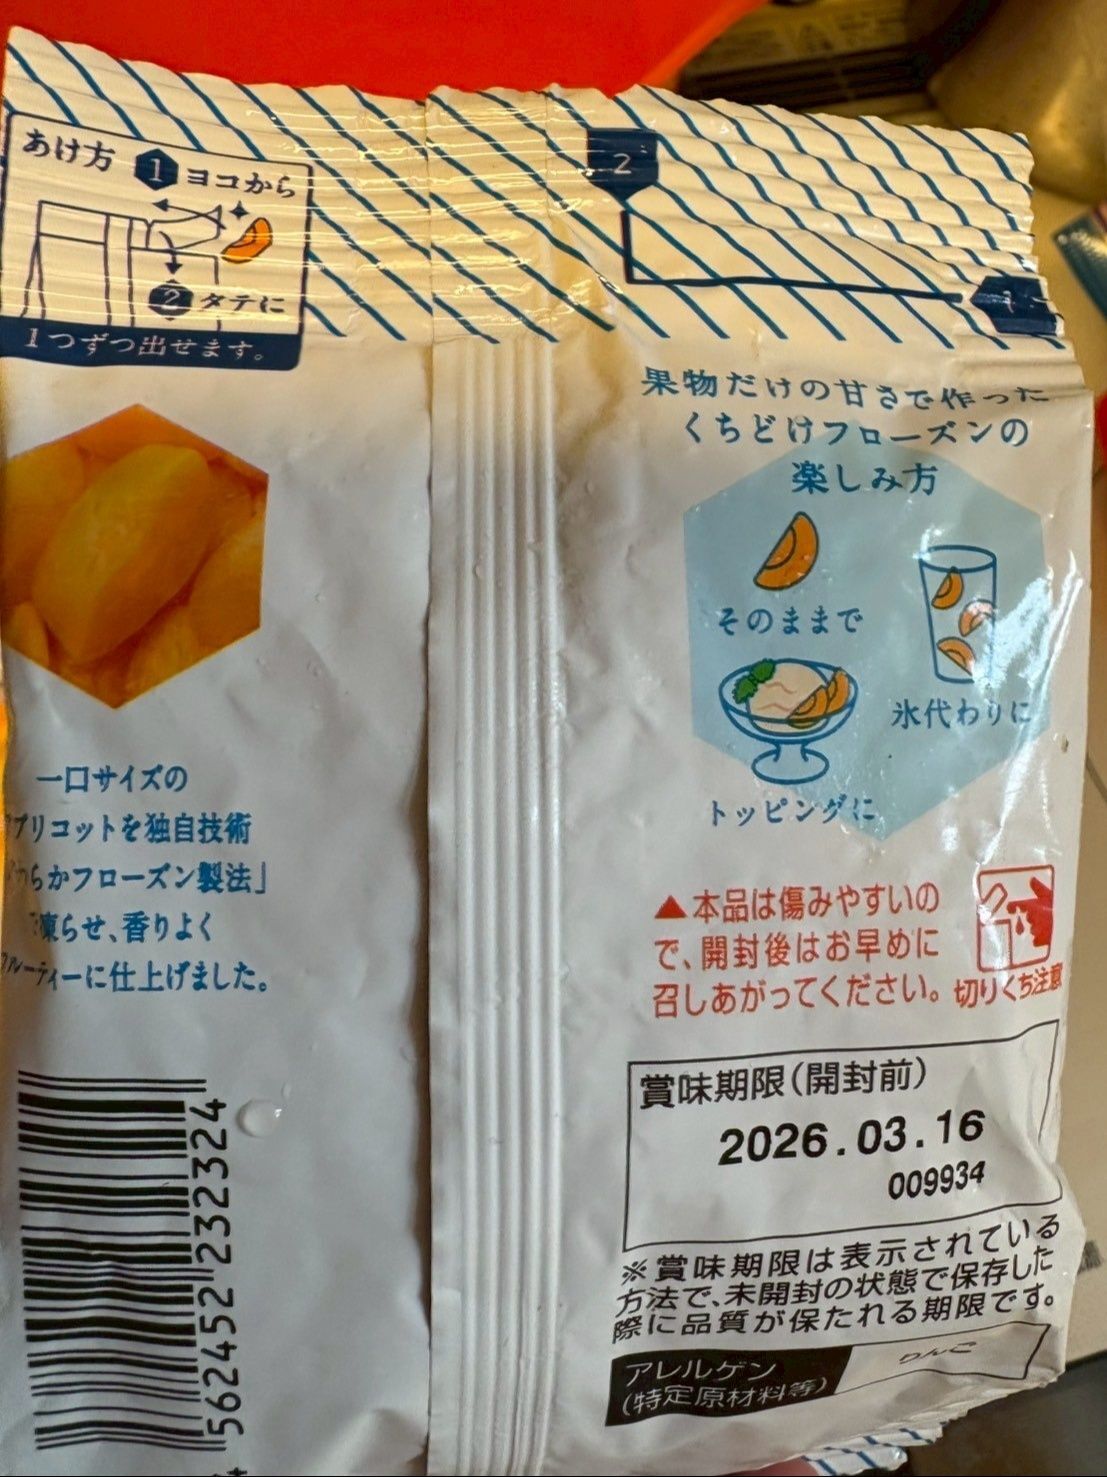 あけ方
1 ヨコから
2 タテに
1つずつ出せます。
2
1
果物だけの甘さで作った
くちどけフローズンの
楽しみ方
そのままで
氷代わりに
トッピングに
一口サイズの
プリコットを独自技術
らかフローズン製法」
凍らせ、香りよく
ルーティーに仕上げました。
▲本品は傷みやすいの
で、開封後はお早めに
召しあがってください。
切りくち注意
賞味期限(開封前)
2026.03.16
009934
※賞味期限は表示されている
方法で、未開封の状態で保存した
際に品質が保たれる期限です。
アレルゲン
(特定原材料等)
りんご
562452"232324